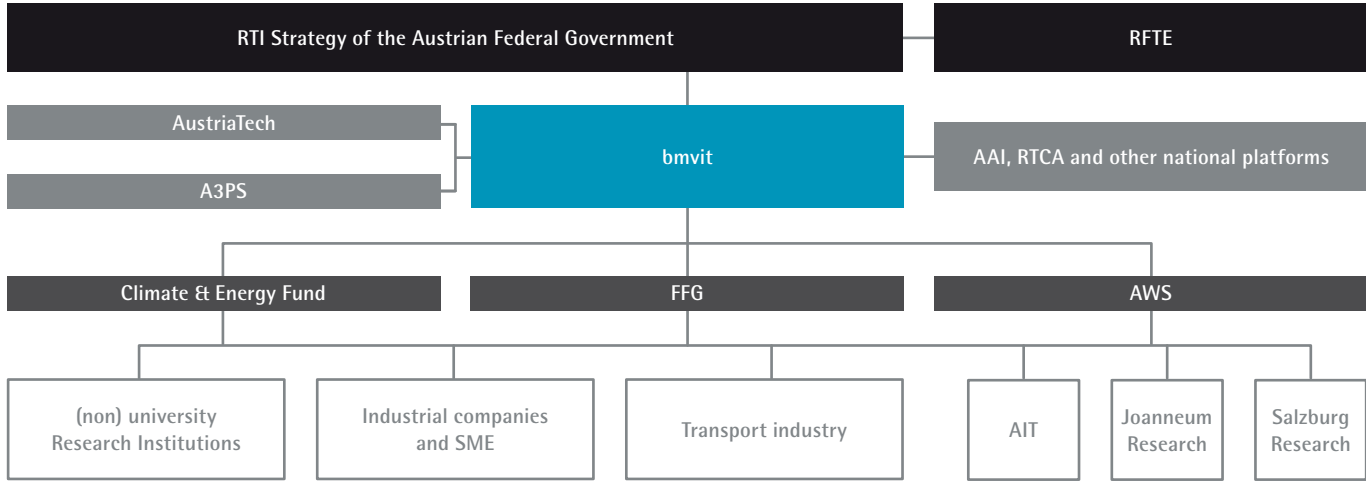 RTI Strategy of the Austrian Federal Government
RFTE
AustriaTech
bmvit
AAI, RTCA and other national platforms
A3PS
Climate & Energy Fund
FFG
AWS
(non) university
Research Institutions
Industrial companies
and SME
Transport industry
AIT
Joanneum
Research
Salzburg
Research